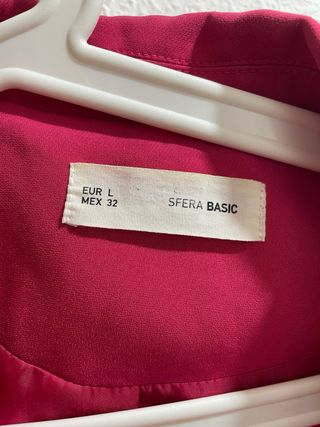 EUR L
MEX 32
SFERA BASIC